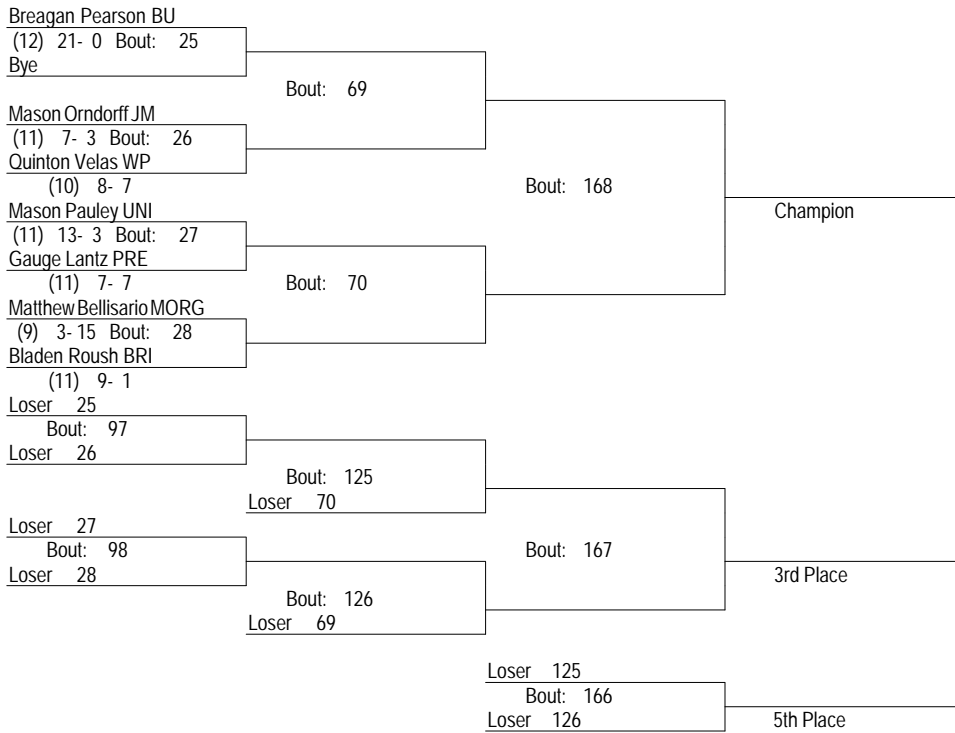 Breagan Pearson BU
(12) 21- 0 Bout: 25
Bye
Bout: 69
Mason Orndorff JM
(11) 7- 3 Bout: 26
Quinton Velas WP
(10) 8- 7
Bout: 168
Mason Pauley UNI
Champion
(11) 13- 3 Bout: 27
Gauge Lantz PRE
(11) 7- 7
Bout: 70
Matthew Bellisario MORG
(9) 3- 15 Bout: 28
Bladen Roush BRI
(11) 9- 1
Loser 25
Bout: 97
Loser 26
Bout: 125
Loser 70
Loser 27
Bout: 98
Bout: 167
Loser 28
3rd Place
Bout: 126
Loser 69
Loser 125
Bout: 166
Loser 126
5th Place